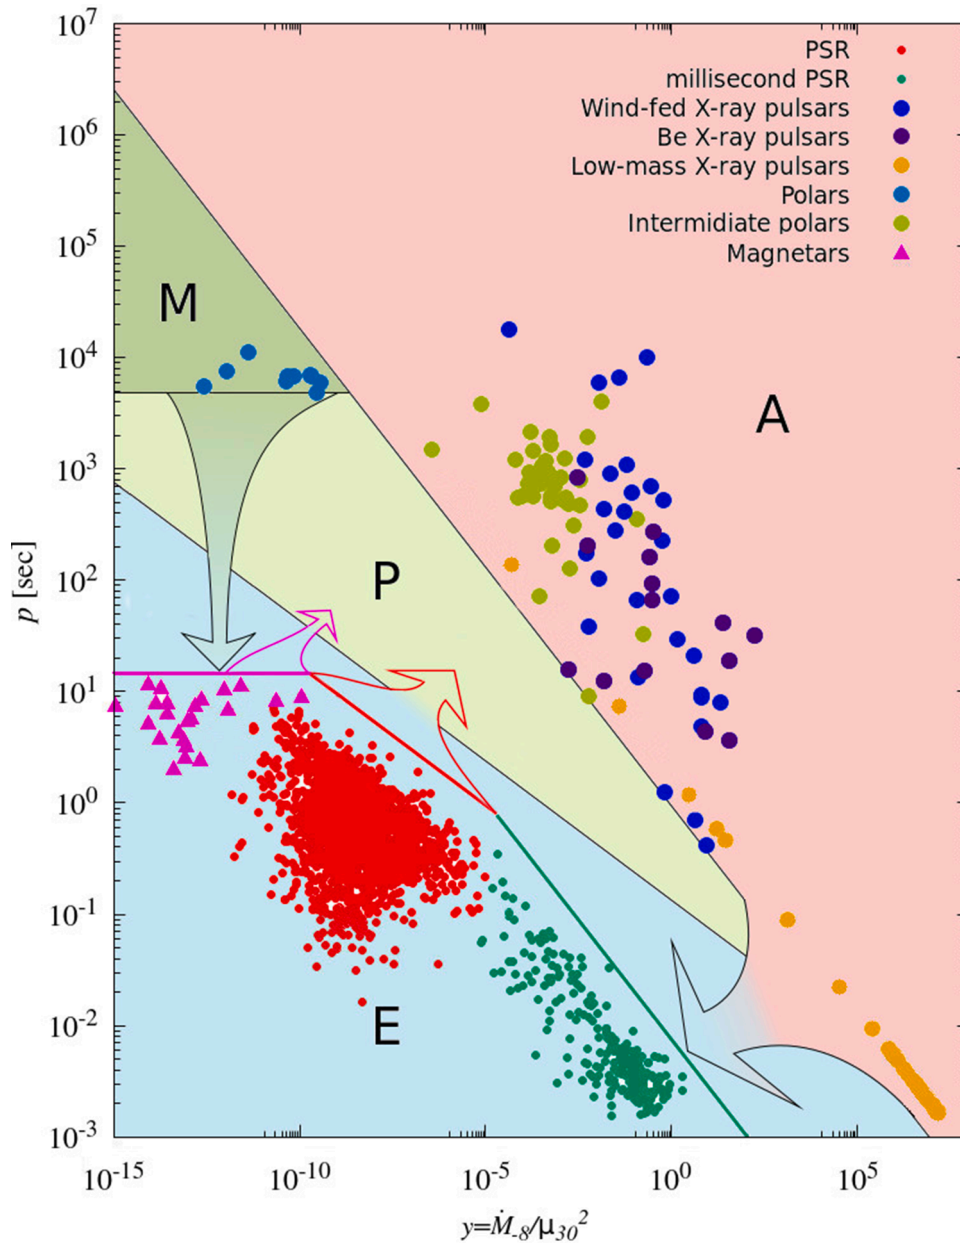 10^7
10^6
10^5
10^4
10^3
10^2
10^1
10^0
10^-1
10^-2
10^-3
p [sec]
PSR
millisecond PSR
Wind-fed X-ray pulsars
Be X-ray pulsars
Low-mass X-ray pulsars
Polars
Intermidiate polars
Magnetars
M
A
P
E
10^-15 10^-10 10^-5 10^0 10^5
y=Ṁ_-8/μ_30^2